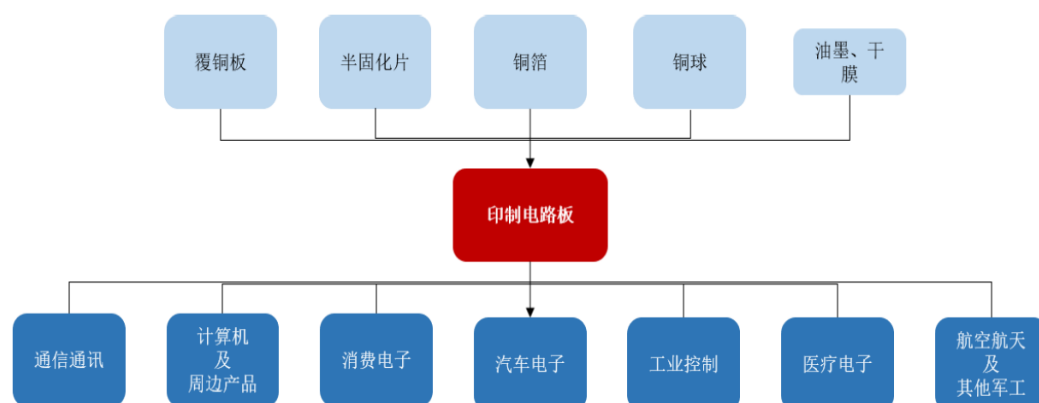 覆铜板
半固化片
铜箔
铜球
油墨、干
膜
印制电路板
通信通讯
计算机
及
周边产品
消费电子
汽车电子
工业控制
医疗电子
航空航天
及
其他军工